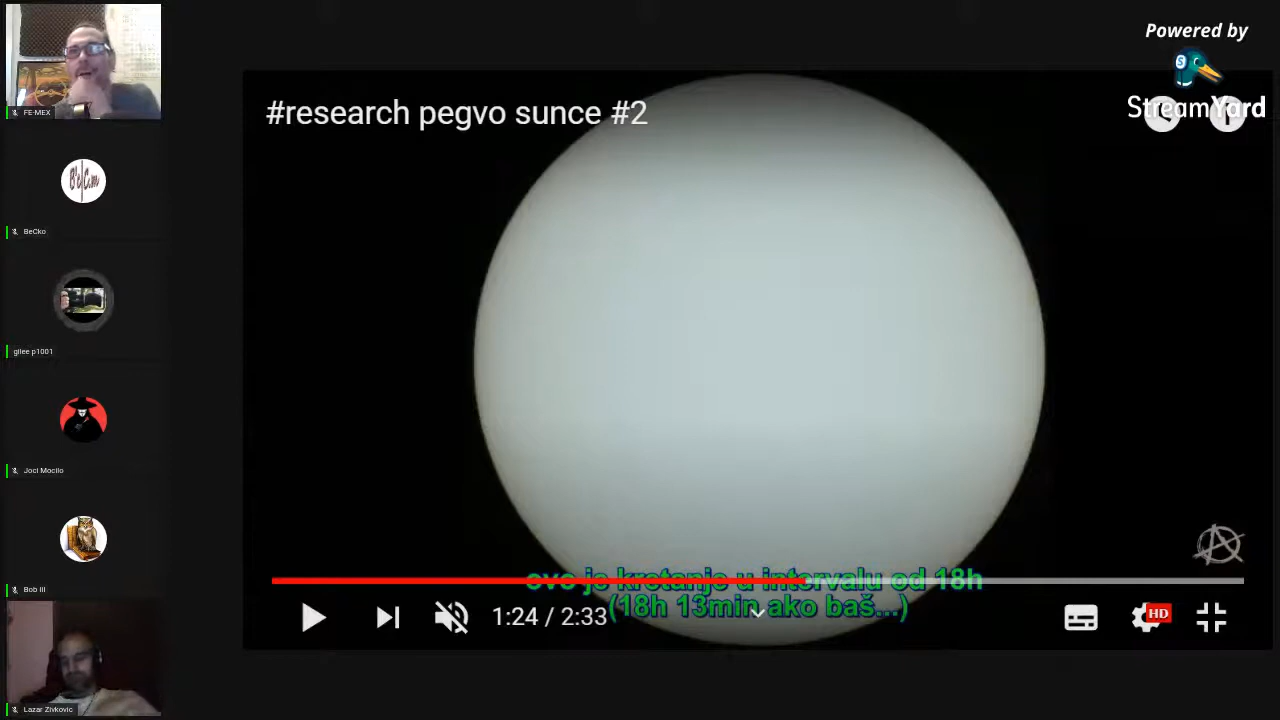 Powered by
StreamYard
#research pegvo sunce #2
FE-MEX
BeCko
gilee p1001
Joci Mocilo
Bob III
Lazar Zivkovic
ovo je kretanje u intervalu od 18h
(18h 13min ako baš...)
1:24 / 2:33
HD